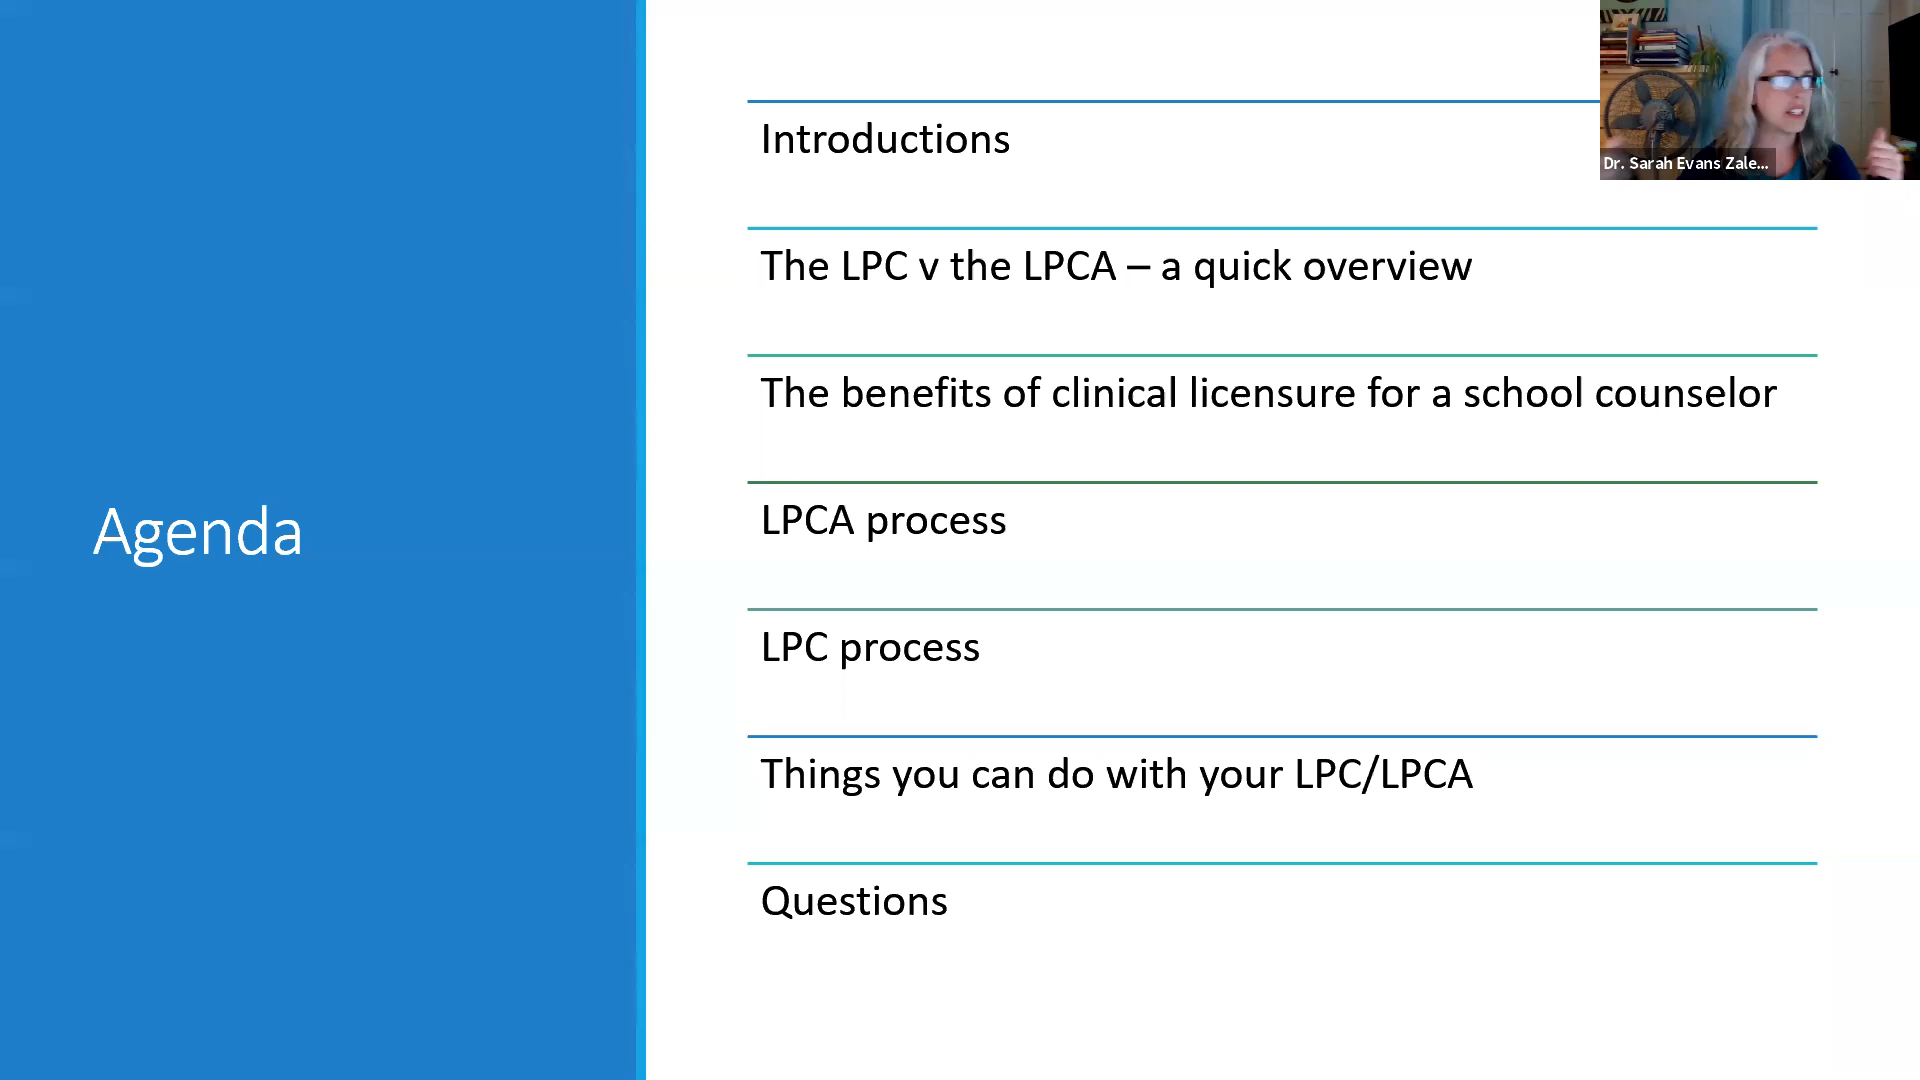 Agenda
Introductions
The LPC v the LPCA – a quick overview
The benefits of clinical licensure for a school counselor
LPCA process
LPC process
Things you can do with your LPC/LPCA
Questions
Dr. Sarah Evans Zale...